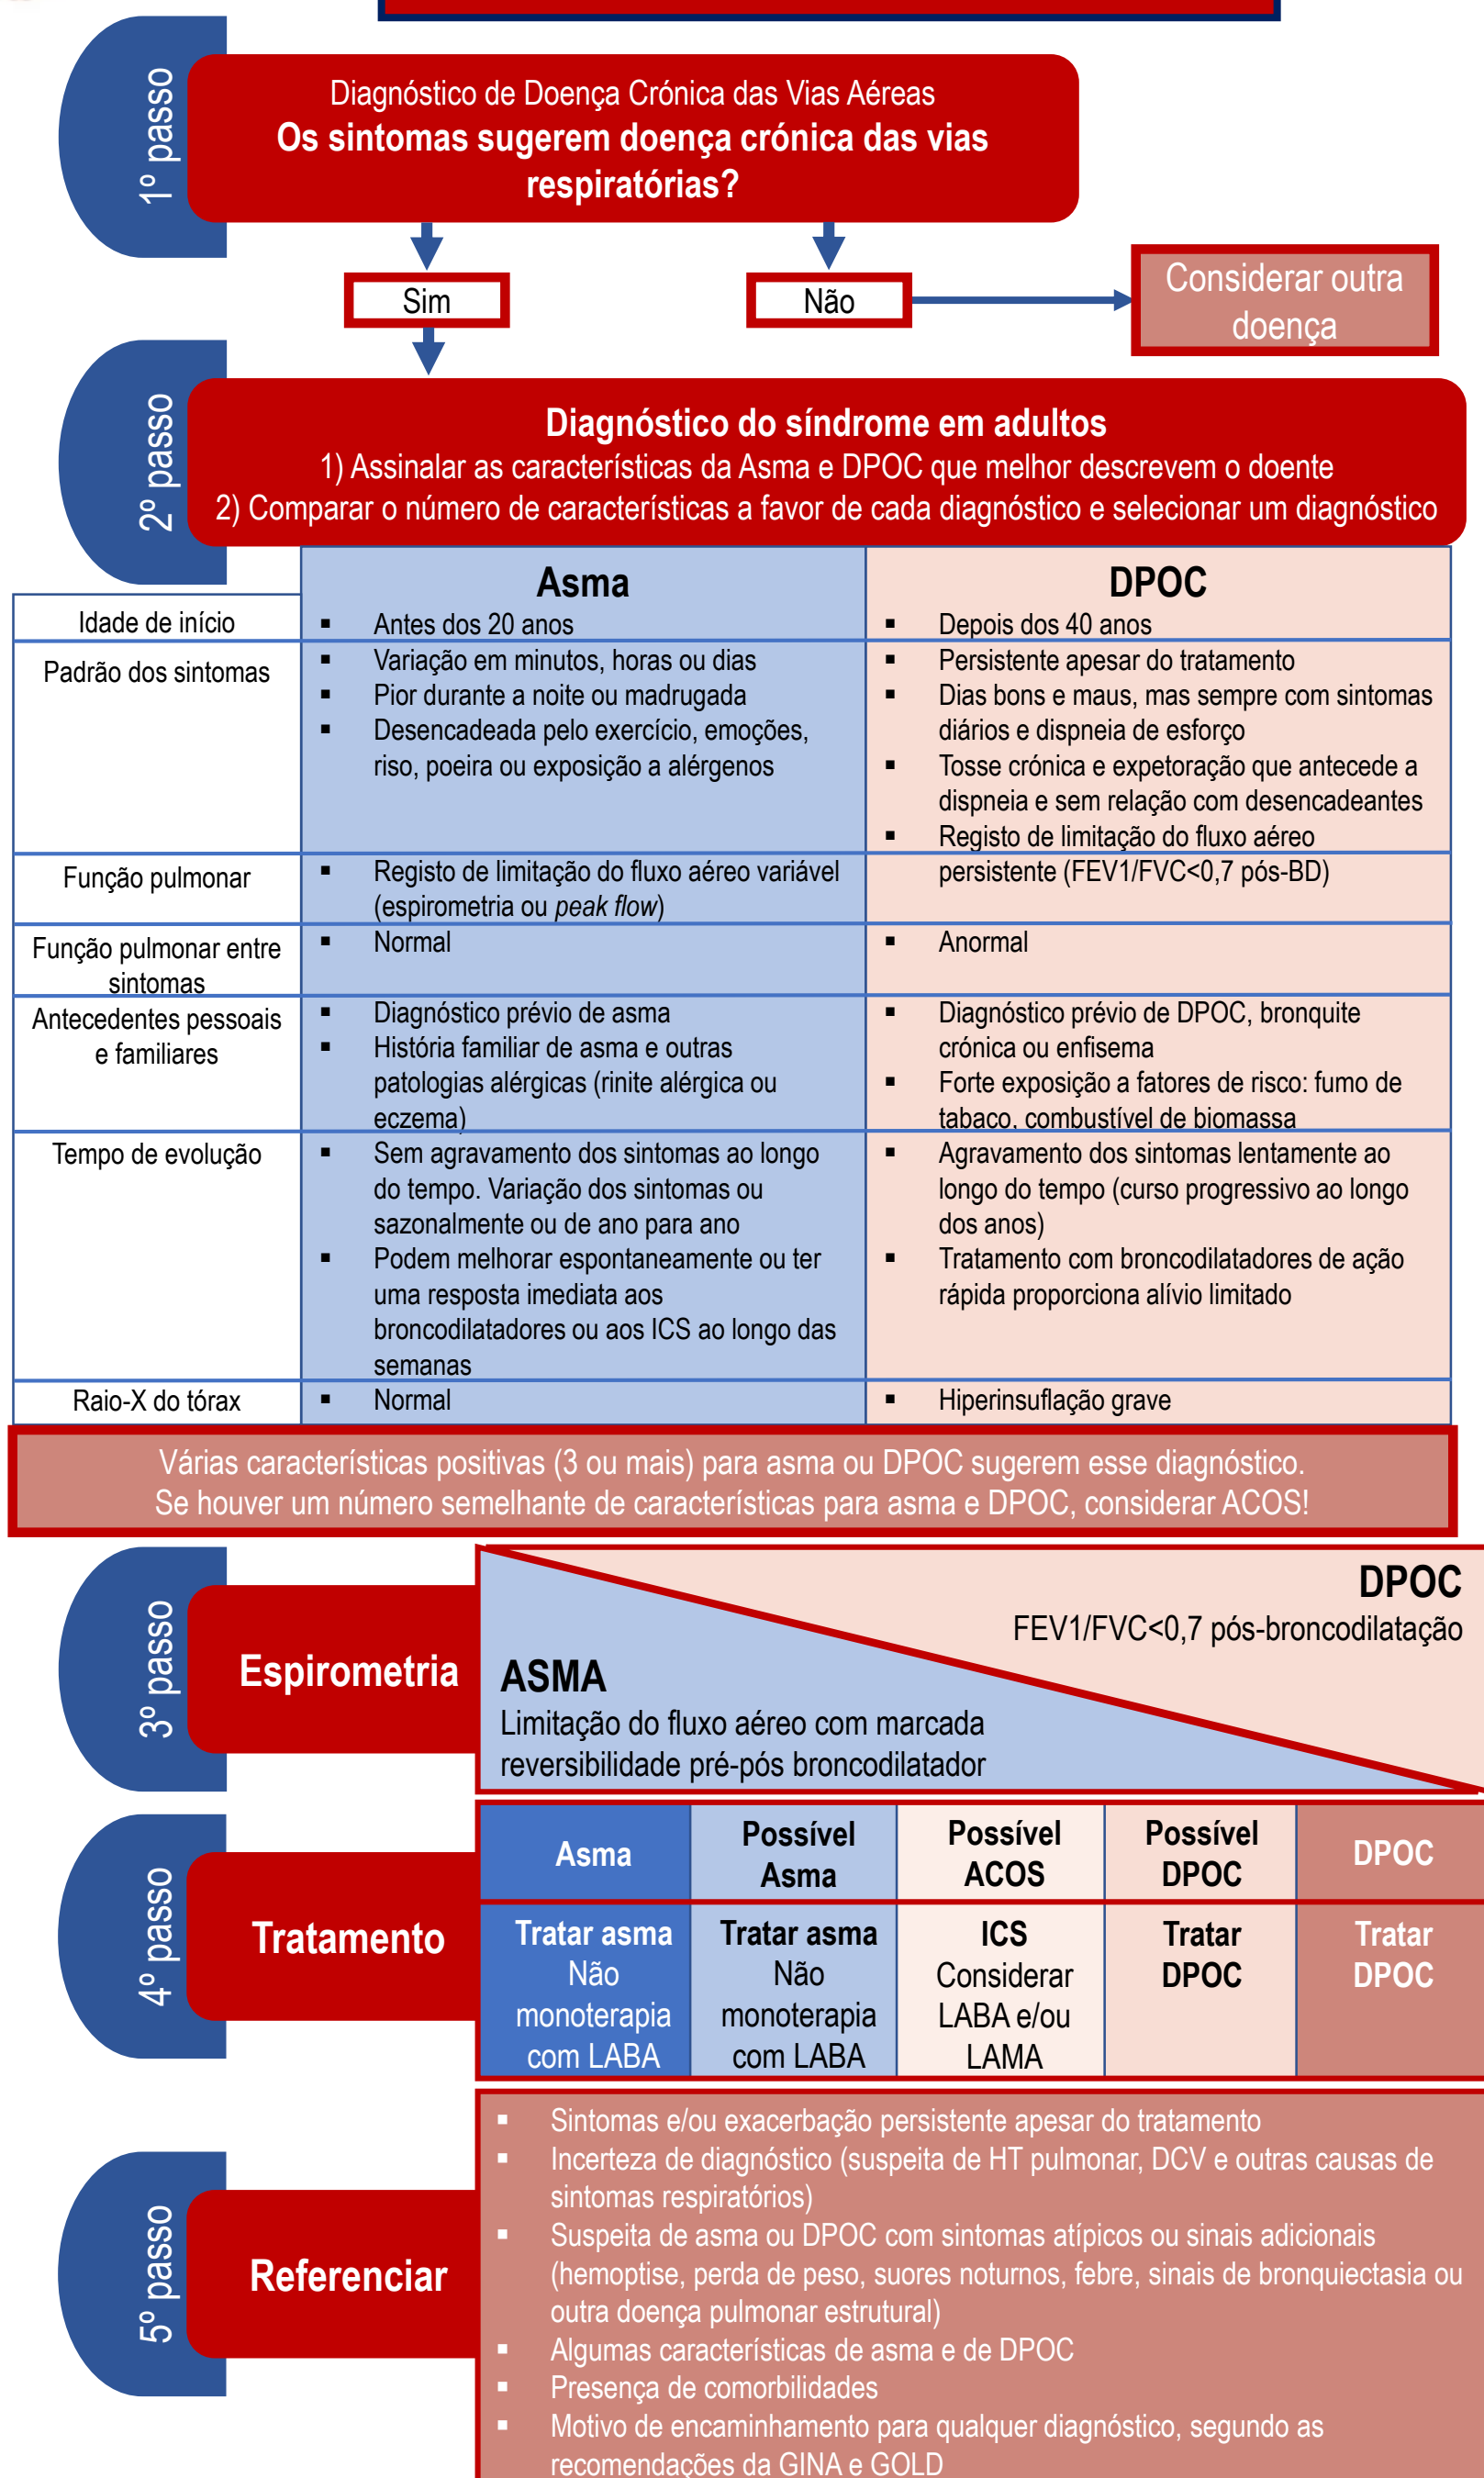 1º passo
Diagnóstico de Doença Crónica das Vias Aéreas
Os sintomas sugerem doença crónica das vias
respiratórias?
Sim
Não
Considerar outra
doença
2º passo
Diagnóstico do síndrome em adultos
1) Assinalar as características da Asma e DPOC que melhor descrevem o doente
2) Comparar o número de características a favor de cada diagnóstico e selecionar um diagnóstico
Asma
DPOC
Idade de início
▪ Antes dos 20 anos
▪ Depois dos 40 anos
Padrão dos sintomas
▪ Variação em minutos, horas ou dias
▪ Pior durante a noite ou madrugada
▪ Desencadeada pelo exercício, emoções,
riso, poeira ou exposição a alérgenos
▪ Persistente apesar do tratamento
▪ Dias bons e maus, mas sempre com sintomas
diários e dispneia de esforço
▪ Tosse crónica e expetoração que antecede a
dispneia e sem relação com desencadeantes
▪ Registo de limitação do fluxo aéreo
persistente (FEV1/FVC<0,7 pós-BD)
Função pulmonar
▪ Registo de limitação do fluxo aéreo variável
(espirometria ou peak flow)
Função pulmonar entre
sintomas
▪ Normal
▪ Anormal
Antecedentes pessoais
e familiares
▪ Diagnóstico prévio de asma
▪ História familiar de asma e outras
patologias alérgicas (rinite alérgica ou
eczema)
▪ Diagnóstico prévio de DPOC, bronquite
crónica ou enfisema
▪ Forte exposição a fatores de risco: fumo de
tabaco, combustível de biomassa
Tempo de evolução
▪ Sem agravamento dos sintomas ao longo
do tempo. Variação dos sintomas ou
sazonalmente ou de ano para ano
▪ Podem melhorar espontaneamente ou ter
uma resposta imediata aos
broncodilatadores ou aos ICS ao longo das
semanas
▪ Agravamento dos sintomas lentamente ao
longo do tempo (curso progressivo ao longo
dos anos)
▪ Tratamento com broncodilatadores de ação
rápida proporciona alívio limitado
Raio-X do tórax
▪ Normal
▪ Hiperinsuflação grave
Várias características positivas (3 ou mais) para asma ou DPOC sugerem esse diagnóstico.
Se houver um número semelhante de características para asma e DPOC, considerar ACOS!
3º passo
Espirometria
DPOC
FEV1/FVC<0,7 pós-broncodilatação
ASMA
Limitação do fluxo aéreo com marcada
reversibilidade pré-pós broncodilatador
4º passo
Tratamento
Asma
Possível
Asma
Possível
ACOS
Possível
DPOC
DPOC
Tratar asma
Não
monoterapia
com LABA
Tratar asma
Não
monoterapia
com LABA
ICS
Considerar
LABA e/ou
LAMA
Tratar
DPOC
Tratar
DPOC
5º passo
Referenciar
▪ Sintomas e/ou exacerbação persistente apesar do tratamento
▪ Incerteza de diagnóstico (suspeita de HT pulmonar, DCV e outras causas de
sintomas respiratórios)
▪ Suspeita de asma ou DPOC com sintomas atípicos ou sinais adicionais
(hemoptise, perda de peso, suores noturnos, febre, sinais de bronquiectasia ou
outra doença pulmonar estrutural)
▪ Algumas características de asma e de DPOC
▪ Presença de comorbilidades
▪ Motivo de encaminhamento para qualquer diagnóstico, segundo as
recomendações da GINA e GOLD